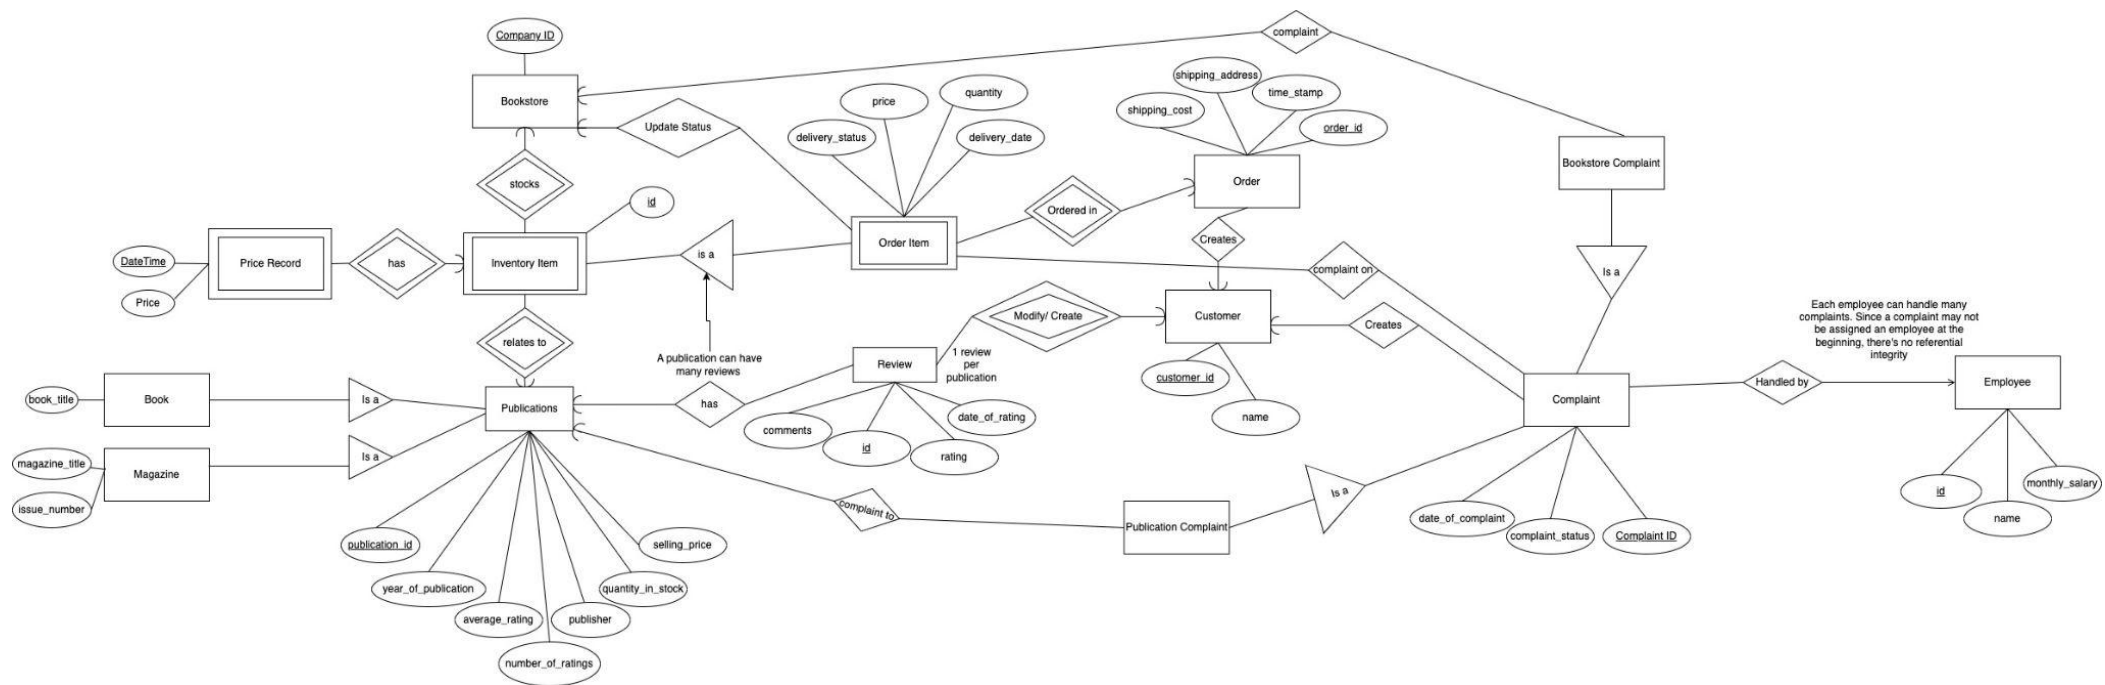 Company ID
complaint
Bookstore
Update Status
price
quantity
shipping_address
time_stamp
shipping_cost
order_id
delivery_status
delivery_date
Bookstore Complaint
stocks
id
Order
Ordered in
DateTime
Price
Price Record
has
Inventory Item
is a
Order Item
Creates
complaint on
Is a
relates to
Modify/ Create
Customer
Creates
Each employee can handle many
complaints. Since a complaint may not
be assigned an employee at the
beginning, there's no referential
integrity
A publication can have
many reviews
Review
1 review
per
publication
customer_id
name
Handled by
Employee
book_title
Book
Is a
Publications
has
comments
id
rating
date_of_rating
Complaint
magazine_title
issue_number
Magazine
Is a
complaint to
Publication Complaint
Is a
date_of_complaint
complaint_status
Complaint ID
id
name
monthly_salary
publication_id
year_of_publication
average_rating
number_of_ratings
publisher
quantity_in_stock
selling_price